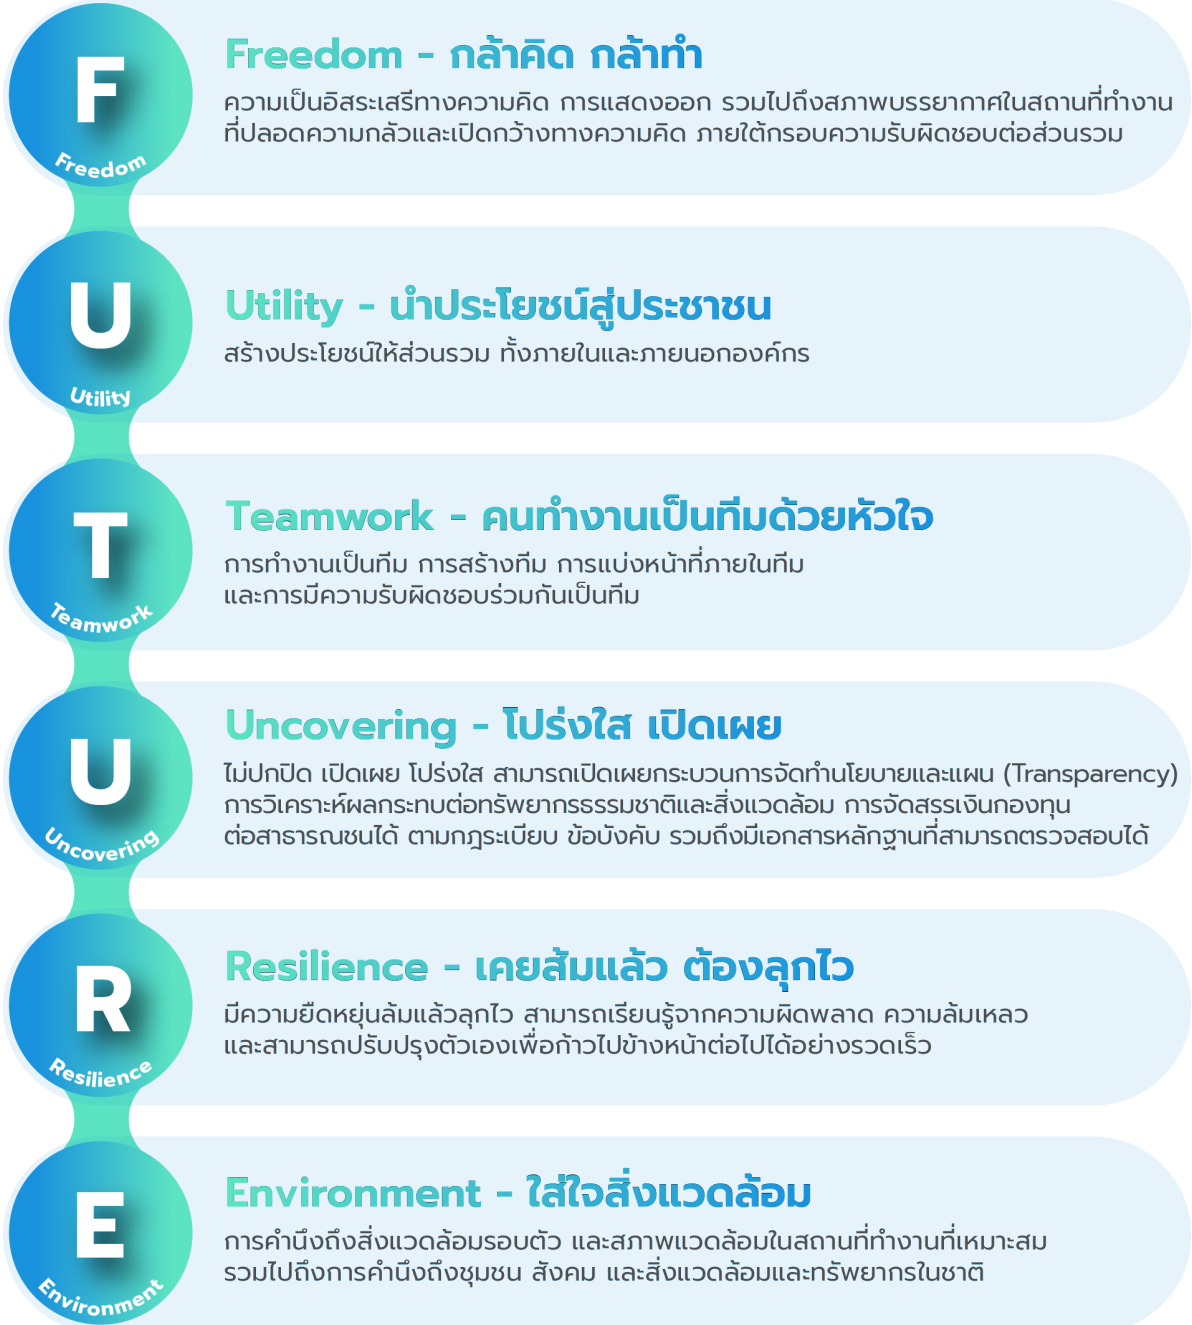 F
Freedom
Freedom - กล้าคิด กล้าทำ
ความเป็นอิสระเสรีทางความคิด การแสดงออก รวมไปถึงสภาพบรรยากาศในสถานที่ทำงาน
ที่ปลอดความกลัวและเปิดกว้างทางความคิด ภายใต้กรอบความรับผิดชอบต่อส่วนรวม
U
Utility
Utility - นำประโยชน์สู่ประชาชน
สร้างประโยชน์ให้ส่วนรวม ทั้งภายในและภายนอกองค์กร
T
Teamwork
Teamwork - คนทำงานเป็นทีมด้วยหัวใจ
การทำงานเป็นทีม การสร้างทีม การแบ่งหน้าที่ภายในทีม
และการมีความรับผิดชอบร่วมกันเป็นทีม
U
Uncovering
Uncovering - โปร่งใส เปิดเผย
ไม่ปกปิด เปิดเผย โปร่งใส สามารถเปิดเผยกระบวนการจัดทำนโยบายและแผน (Transparency)
การวิเคราะห์ผลกระทบต่อทรัพยากรธรรมชาติและสิ่งแวดล้อม การจัดสรรเงินกองทุน
ต่อสาธารณชนได้ ตามกฎระเบียบ ข้อบังคับ รวมถึงมีเอกสารหลักฐานที่สามารถตรวจสอบได้
R
Resilience
Resilience - เคยล้มแล้ว ต้องลุกไว
มีความยืดหยุ่นล้มแล้วลุกไว สามารถเรียนรู้จากความผิดพลาด ความล้มเหลว
และสามารถปรับปรุงตัวเองเพื่อก้าวไปข้างหน้าต่อไปได้อย่างรวดเร็ว
E
Environment
Environment - ใส่ใจสิ่งแวดล้อม
การคำนึงถึงสิ่งแวดล้อมรอบตัว และสภาพแวดล้อมในสถานที่ทำงานที่เหมาะสม
รวมไปถึงการคำนึงถึงชุมชน สังคม และสิ่งแวดล้อมและทรัพยากรในชาติ